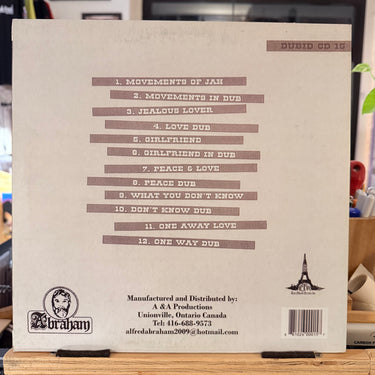 DUBID CD 15
1. MOVEMENTS OF JAH
2. MOVEMENTS IN DUB
3. JEALOUS LOVER
4. LOVE DUB
5. GIRLFRIEND
6. GIRLFRIEND IN DUB
7. PEACE & LOVE
8. PEACE DUB
9. WHAT YOU DON'T KNOW
10. DON'T KNOW DUB
11. ONE AWAY LOVE
12. ONE WAY DUB
Manufactured and Distributed by:
A & A Productions
Unionville, Ontario Canada
Tel: 416-688-9573
alfredabraham2009@hotmail.com
Abraham